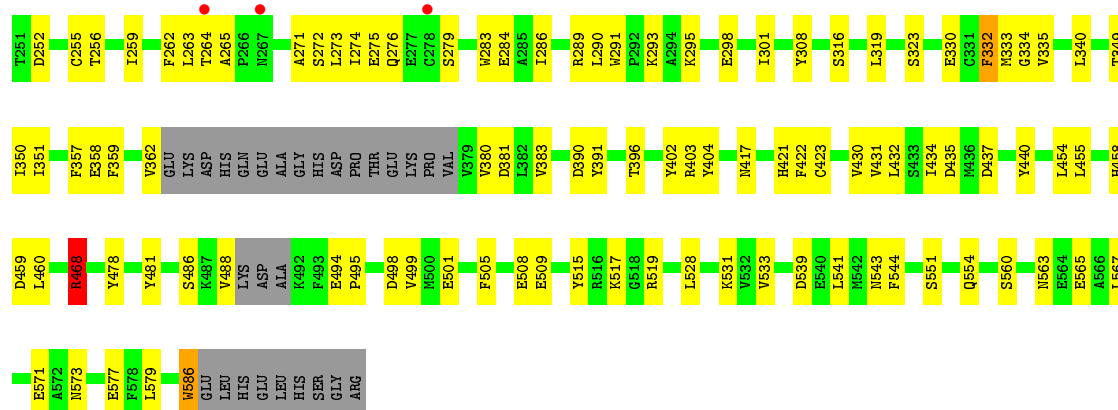 T251 D252 C255 T256 I259 F262 L263 T264 A265 P266 N267 A271 S272 L273 I274 E275 Q276 E277 C278 S279 W283 E284 A285 I286 R289 L290 W291 P292 K293 A294 K295 E298 I301 Y308 S316 L319 S323 E330 C331 F332 M333 G334 V335 L340
I350 I351 F357 E358 F359 V362 GLU LYS ASP HIS GLN GLU ALA GLY HIS ASP PRO THR GLU LYS PRO VAL V379 V380 D381 L382 V383 D390 Y391 T396 Y402 R403 Y404 N417 H421 F422 C423 V430 V431 L432 S433 I434 D435 M436 D437 Y440 L454 L455 H458
D459 L460 R468 Y478 Y481 S486 K487 V488 LYS ASP ALA K492 F493 E494 P495 D498 V499 M500 E501 F505 E508 E509 Y515 R516 K517 G518 R519 L528 K531 V532 V533 D539 E540 L541 M542 N543 F544 S551 Q554 S560 N563 E564 E565 A566 L567
E571 A572 N573 E577 F578 L579 W586 GLU LEU HIS GLU LEU HIS SER GLY ARG